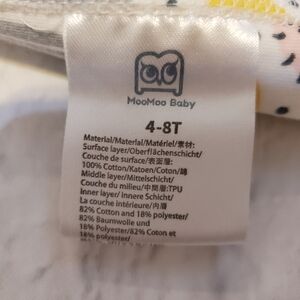 MooMoo Baby
4-8T
Material/Material/Matériel/素材:
Surface layer/Oberflächenschicht/
Couche de surface/表面層:
100% Cotton/Katoen/Coton/綿
Middle layer/Mittelschicht/
Couche du milieu/中間層:TPU
Inner layer/Innere schicht/
La couche intérieure/内層
82% Cotton and 18% polyester/
82% Baumwolle und
18% Polyester/82% Coton et
18% polyester/